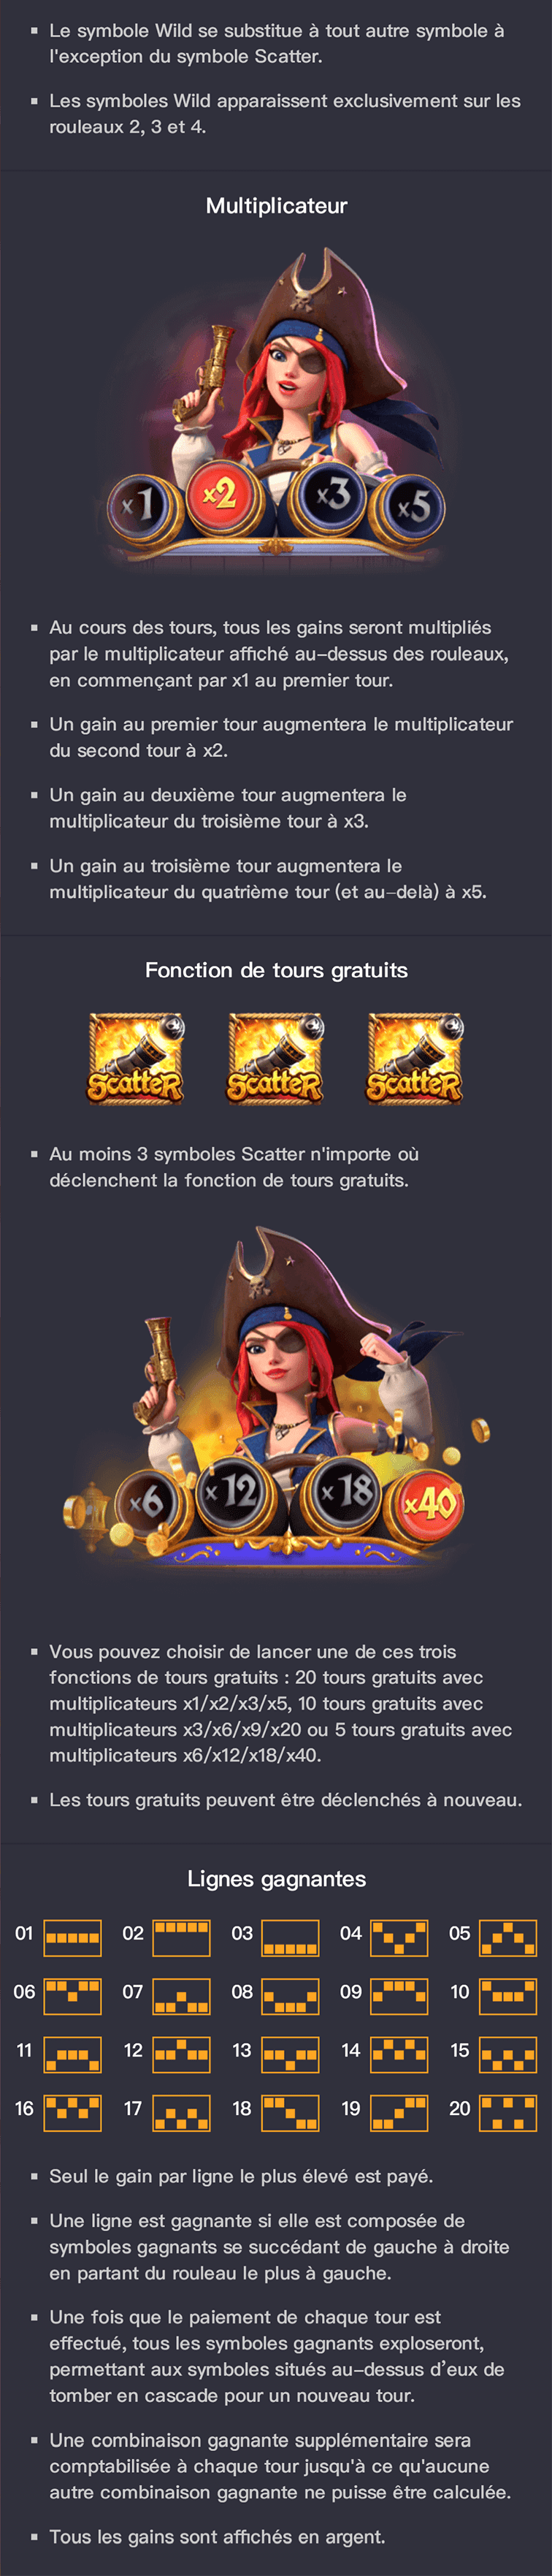 ▪ Le symbole Wild se substitue à tout autre symbole à
l'exception du symbole Scatter.
▪ Les symboles Wild apparaissent exclusivement sur les
rouleaux 2, 3 et 4.
Multiplicateur
x1 x2 x3 x5
▪ Au cours des tours, tous les gains seront multipliés
par le multiplicateur affiché au-dessus des rouleaux,
en commençant par x1 au premier tour.
▪ Un gain au premier tour augmentera le multiplicateur
du second tour à x2.
▪ Un gain au deuxième tour augmentera le
multiplicateur du troisième tour à x3.
▪ Un gain au troisième tour augmentera le
multiplicateur du quatrième tour (et au-delà) à x5.
Fonction de tours gratuits
Scatter Scatter Scatter
▪ Au moins 3 symboles Scatter n'importe où
déclenchent la fonction de tours gratuits.
x6 x12 x18 x40
▪ Vous pouvez choisir de lancer une de ces trois
fonctions de tours gratuits : 20 tours gratuits avec
multiplicateurs x1/x2/x3/x5, 10 tours gratuits avec
multiplicateurs x3/x6/x9/x20 ou 5 tours gratuits avec
multiplicateurs x6/x12/x18/x40.
▪ Les tours gratuits peuvent être déclenchés à nouveau.
Lignes gagnantes
01 02 03 04 05
06 07 08 09 10
11 12 13 14 15
16 17 18 19 20
▪ Seul le gain par ligne le plus élevé est payé.
▪ Une ligne est gagnante si elle est composée de
symboles gagnants se succédant de gauche à droite
en partant du rouleau le plus à gauche.
▪ Une fois que le paiement de chaque tour est
effectué, tous les symboles gagnants exploseront,
permettant aux symboles situés au-dessus d’eux de
tomber en cascade pour un nouveau tour.
▪ Une combinaison gagnante supplémentaire sera
comptabilisée à chaque tour jusqu'à ce qu'aucune
autre combinaison gagnante ne puisse être calculée.
▪ Tous les gains sont affichés en argent.